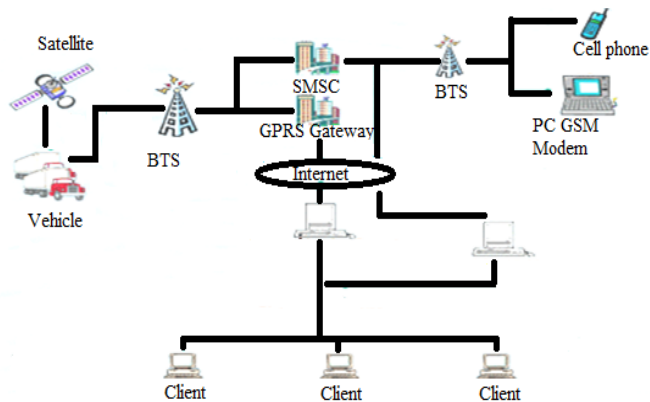 Satellite
Cell phone
SMSC
BTS
GPRS Gateway
PC GSM
Modem
BTS
Internet
Vehicle
Client
Client
Client